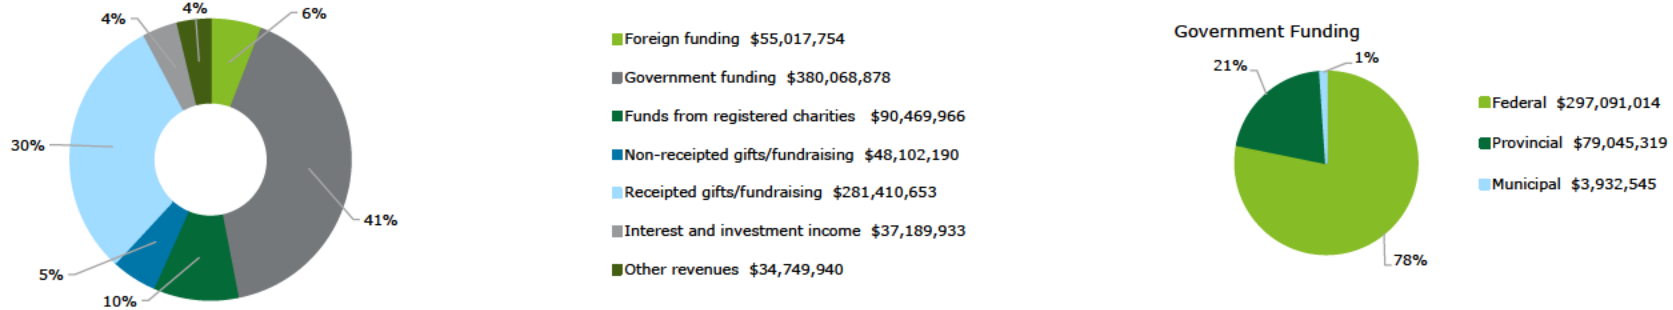 4%
4%
6%
30%
41%
5%
10%
Foreign funding $55,017,754
Government funding $380,068,878
Funds from registered charities $90,469,966
Non-receipted gifts/fundraising $48,102,190
Receipted gifts/fundraising $281,410,653
Interest and investment income $37,189,933
Other revenues $34,749,940
Government Funding
21%
1%
78%
Federal $297,091,014
Provincial $79,045,319
Municipal $3,932,545